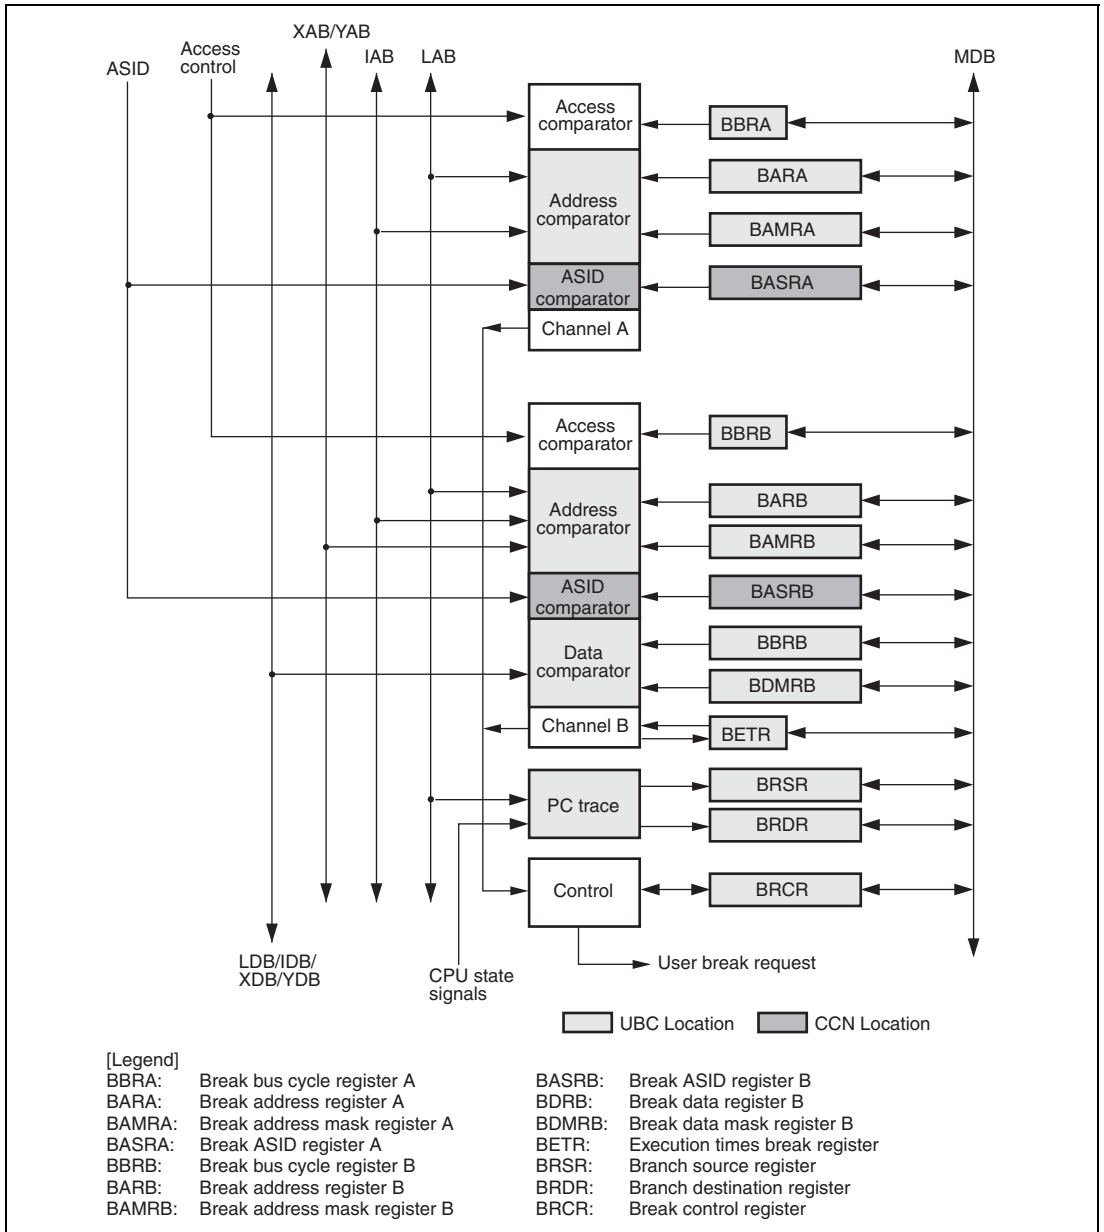 XAB/YAB
Access
control
ASID
IAB
LAB
MDB
Access
comparator
BBRA
BARA
Address
comparator
BAMRA
ASID
comparator
BASRA
Channel A
Access
comparator
BBRB
BARB
Address
comparator
BAMRB
ASID
comparator
BASRB
BBRB
Data
comparator
BDMRB
Channel B
BETR
BRSR
PC trace
BRDR
Control
BRCR
LDB/IDB/
XDB/YDB
CPU state
signals
User break request
UBC Location
CCN Location
[Legend]
BBRA: Break bus cycle register A
BARA: Break address register A
BAMRA: Break address mask register A
BASRA: Break ASID register A
BBRB: Break bus cycle register B
BARB: Break address register B
BAMRB: Break address mask register B
BASRB: Break ASID register B
BDRB: Break data register B
BDMRB: Break data mask register B
BETR: Execution times break register
BRSR: Branch source register
BRDR: Branch destination register
BRCR: Break control register